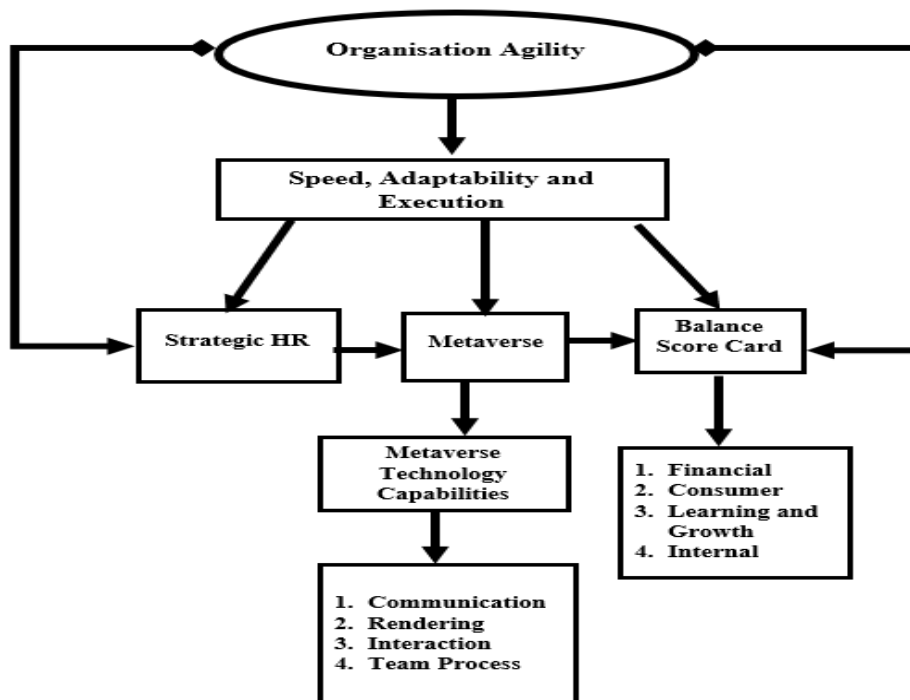 Organisation Agility
Speed, Adaptability and
Execution
Strategic HR
Metaverse
Balance
Score Card
Metaverse
Technology
Capabilities
1. Financial
2. Consumer
3. Learning and
Growth
4. Internal
1. Communication
2. Rendering
3. Interaction
4. Team Process